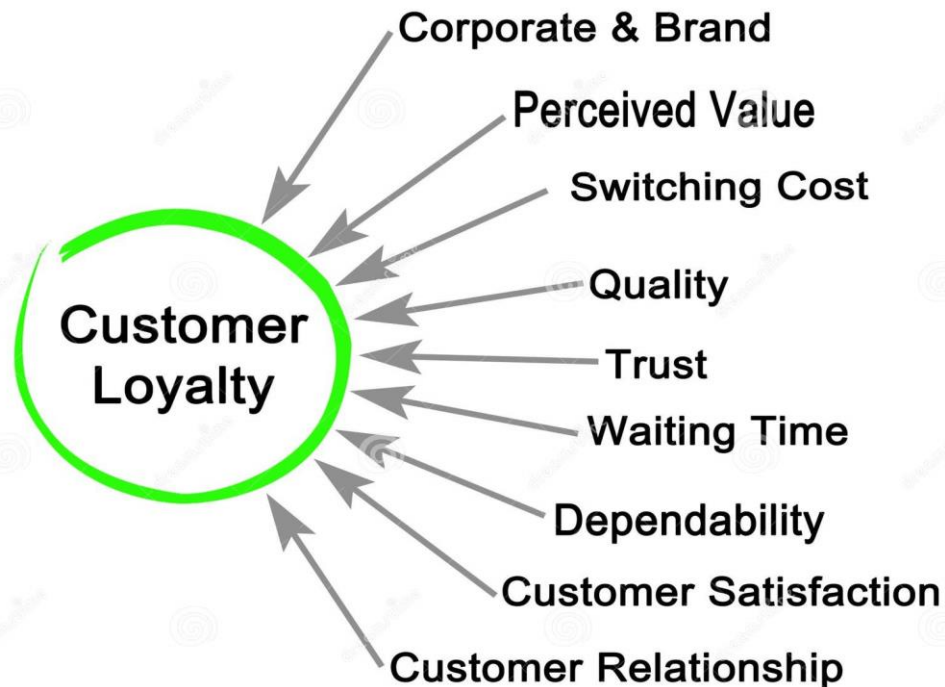 Corporate & Brand
Perceived Value
Switching Cost
Quality
Customer
Loyalty
Trust
Waiting Time
Dependability
Customer Satisfaction
Customer Relationship